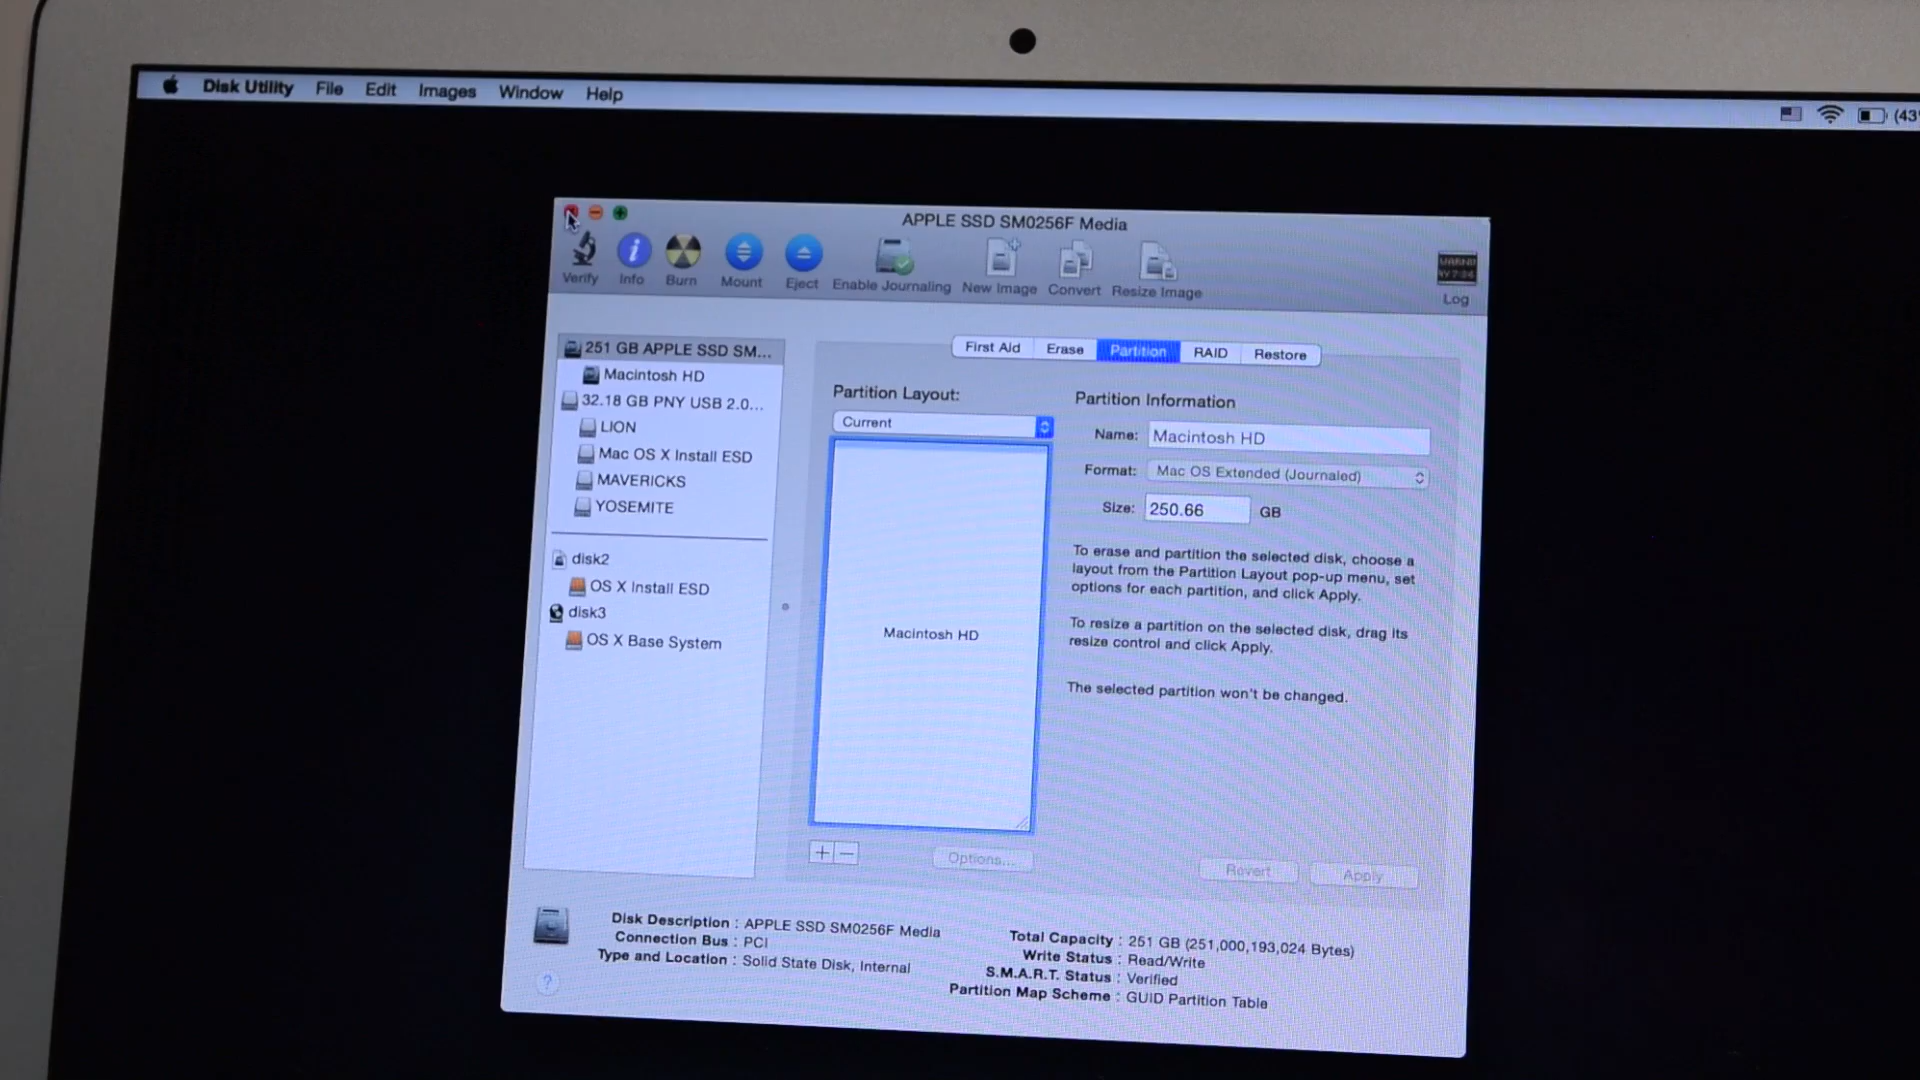 Disk Utility File Edit Images Window Help
(43
APPLE SSD SM0256F Media
Verify Info Burn Mount Eject Enable Journaling New Image Convert Resize Image Log
251 GB APPLE SSD SM...
Macintosh HD
32.18 GB PNY USB 2.0...
LION
Mac OS X Install ESD
MAVERICKS
YOSEMITE
disk2
OS X Install ESD
disk3
OS X Base System
First Aid Erase Partition RAID Restore
Partition Layout:
Current
Macintosh HD
+ −
Options...
Partition Information
Name: Macintosh HD
Format: Mac OS Extended (Journaled)
Size: 250.66 GB
To erase and partition the selected disk, choose a
layout from the Partition Layout pop-up menu, set
options for each partition, and click Apply.
To resize a partition on the selected disk, drag its
resize control and click Apply.
The selected partition won't be changed.
Revert Apply
Disk Description : APPLE SSD SM0256F Media
Connection Bus : PCI
Type and Location : Solid State Disk, Internal
Total Capacity : 251 GB (251,000,193,024 Bytes)
Write Status : Read/Write
S.M.A.R.T. Status : Verified
Partition Map Scheme : GUID Partition Table
?